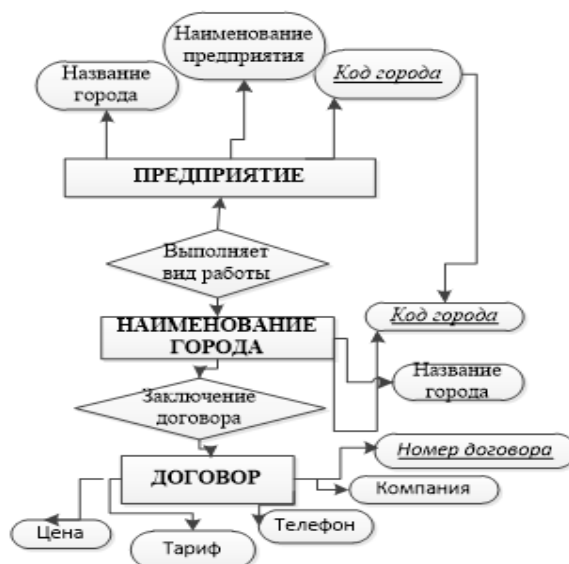 Наименование
предприятия
Название
города
Код города
ПРЕДПРИЯТИЕ
Выполняет
вид работы
НАИМЕНОВАНИЕ
ГОРОДА
Код города
Название
города
Заключение
договора
ДОГОВОР
Номер договора
Компания
Телефон
Цена
Тариф